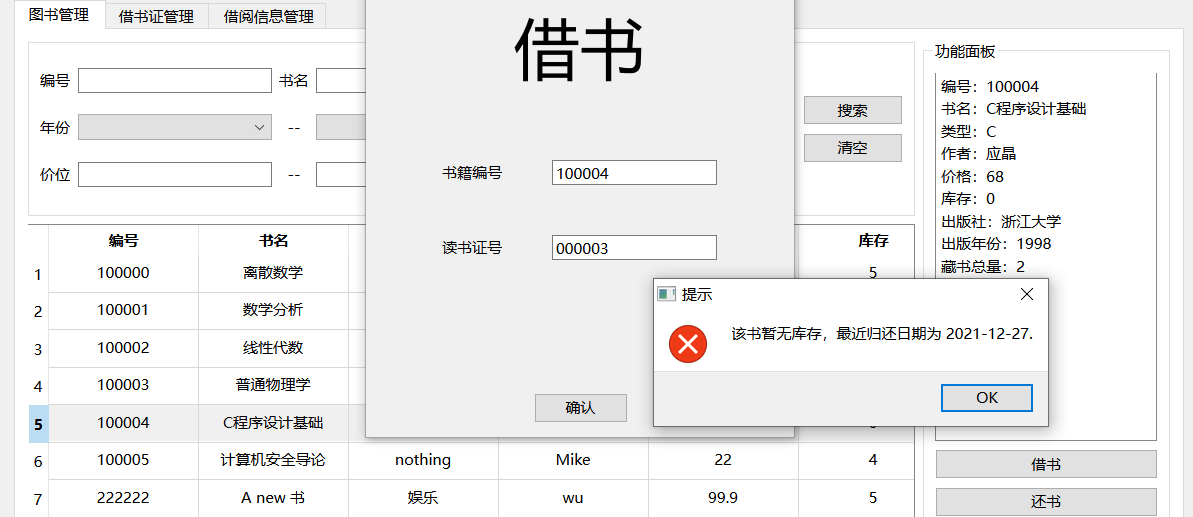 图书管理 借书证管理 借阅信息管理
借书
编号 书名
年份 --
价位 --
搜索
清空
书籍编号 100004
读书证号 000003
确认
功能面板
编号：100004
书名：C程序设计基础
类型：C
作者：应晶
价格：68
库存：0
出版社：浙江大学
出版年份：1998
藏书总量：2
提示
该书暂无库存，最近归还日期为 2021-12-27.
OK
编号 书名 库存
1 100000 离散数学 5
2 100001 数学分析
3 100002 线性代数
4 100003 普通物理学
5 100004 C程序设计基础
6 100005 计算机安全导论 nothing Mike 22 4
7 222222 A new 书 娱乐 wu 99.9 5
借书
还书